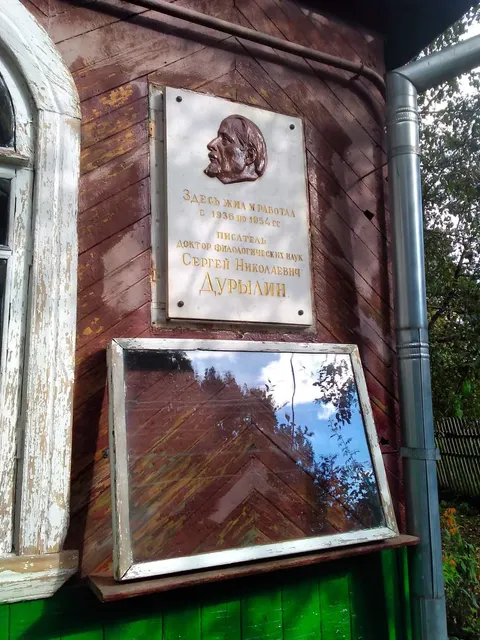 Здесь жил и работал
с 1936 по 1954 гг.
писатель
доктор филологических наук
Сергей Николаевич
Дурылин